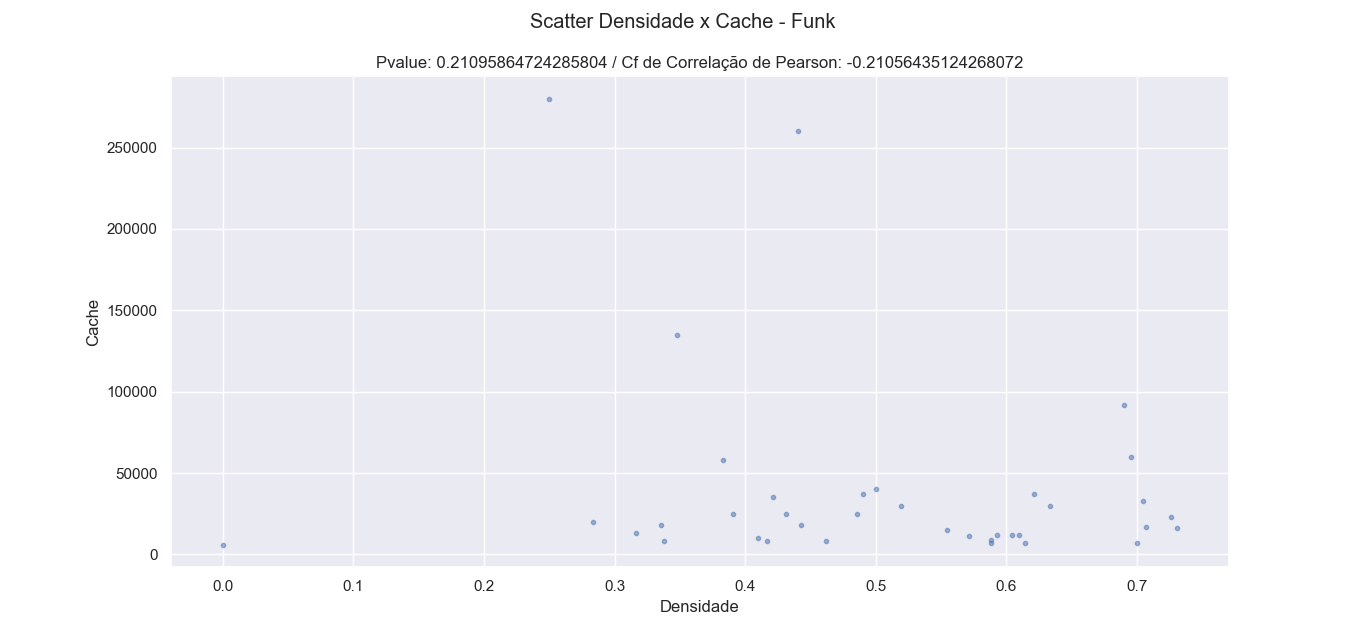 Scatter Densidade x Cache - Funk
Pvalue: 0.21095864724285804 / Cf de Correlação de Pearson: -0.21056435124268072
250000
200000
150000
100000
50000
0
Cache
0.0 0.1 0.2 0.3 0.4 0.5 0.6 0.7
Densidade